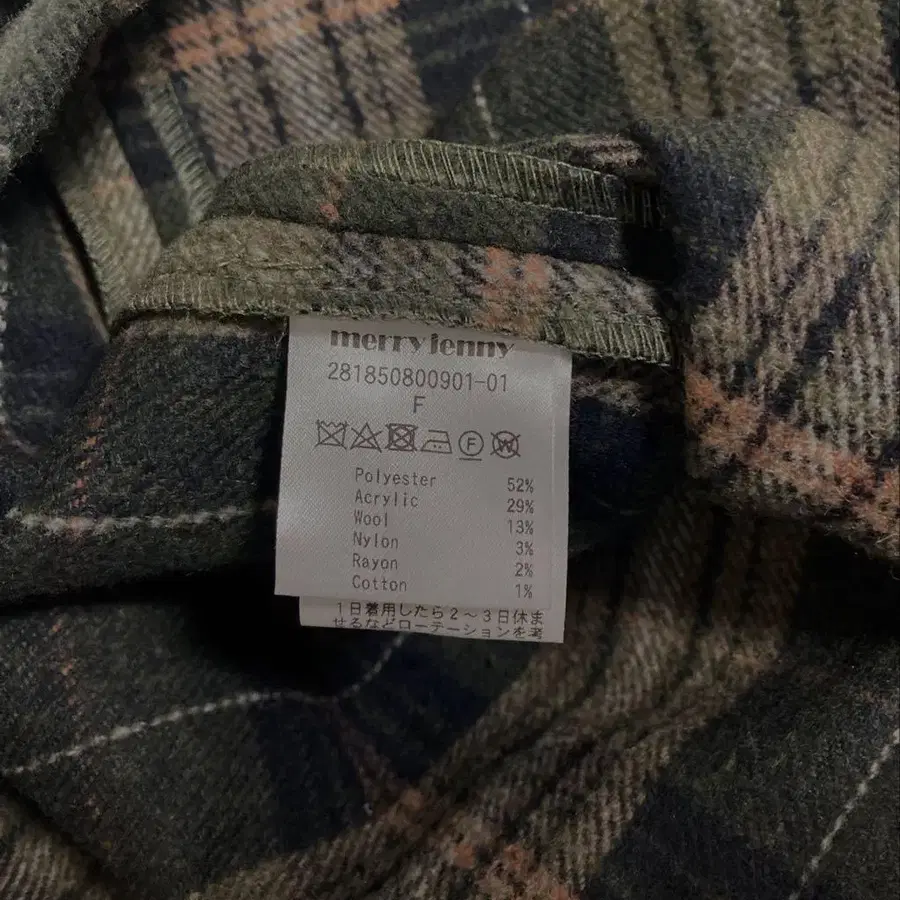 merry jenny
281850800901-01
F
Polyester 52%
Acrylic 29%
Wool 13%
Nylon 3%
Rayon 2%
Cotton 1%
1日着用したら2～3日休ま
せるなどローテーションを考